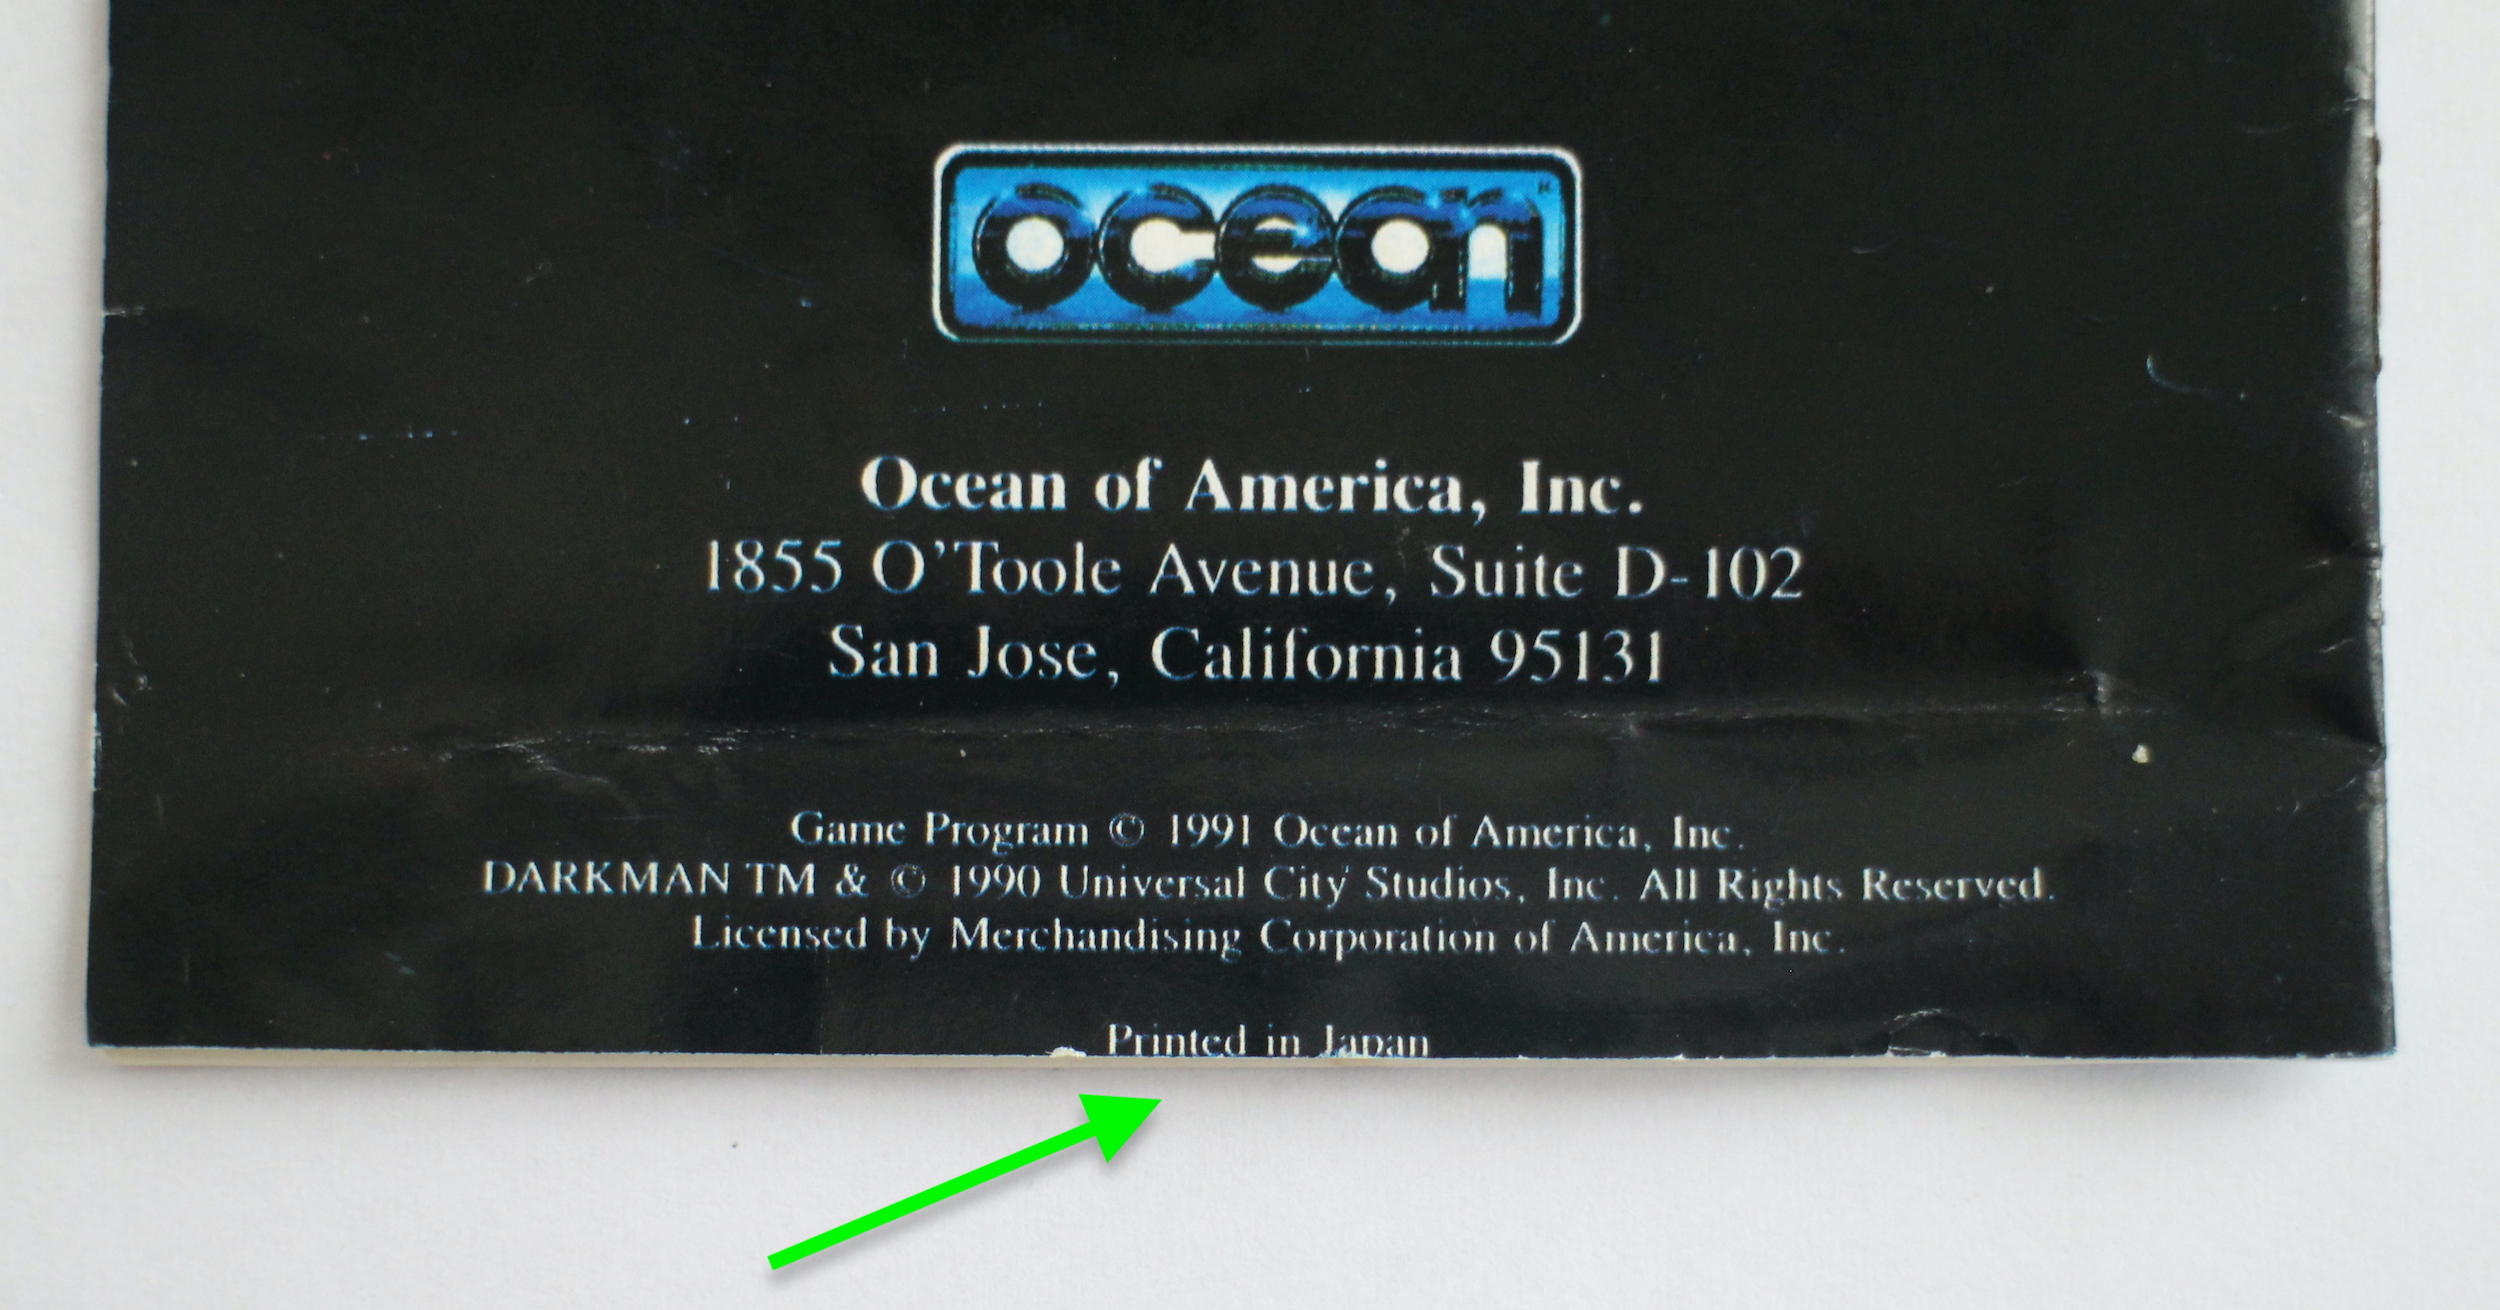 ocean
Ocean of America, Inc.
1855 O'Toole Avenue, Suite D-102
San Jose, California 95131
Game Program © 1991 Ocean of America, Inc.
DARKMAN TM & © 1990 Universal City Studios, Inc. All Rights Reserved.
Licensed by Merchandising Corporation of America, Inc.
Printed in Japan